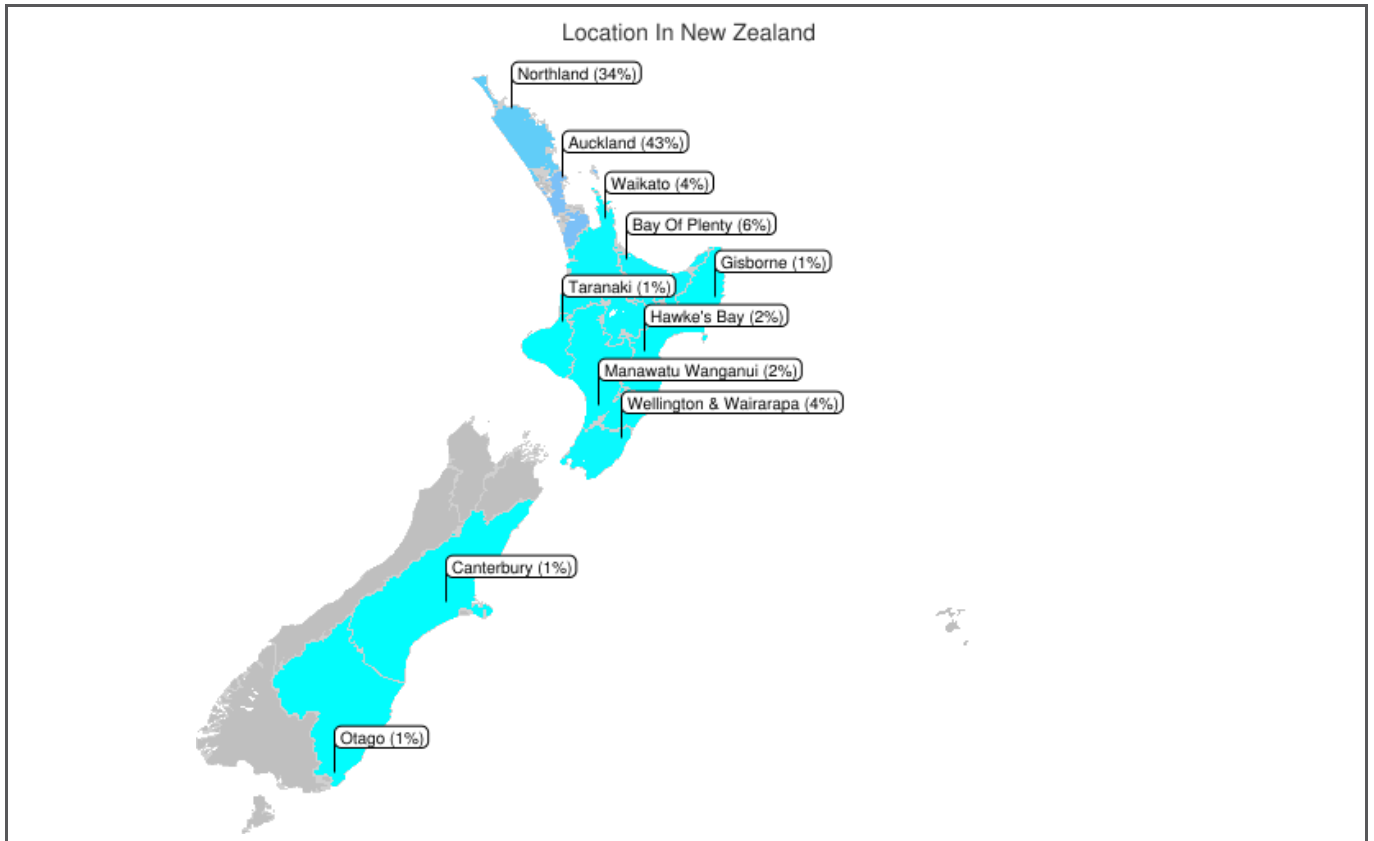 Location In New Zealand
Northland (34%)
Auckland (43%)
Waikato (4%)
Bay Of Plenty (6%)
Gisborne (1%)
Taranaki (1%)
Hawke's Bay (2%)
Manawatu Wanganui (2%)
Wellington & Wairarapa (4%)
Canterbury (1%)
Otago (1%)